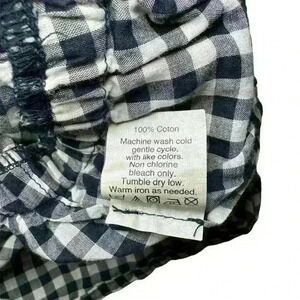 100% Coton
Machine wash cold
gentle cycle,
with like colors.
Non chlorine
bleach only.
Tumble dry low.
Warm iron as needed.